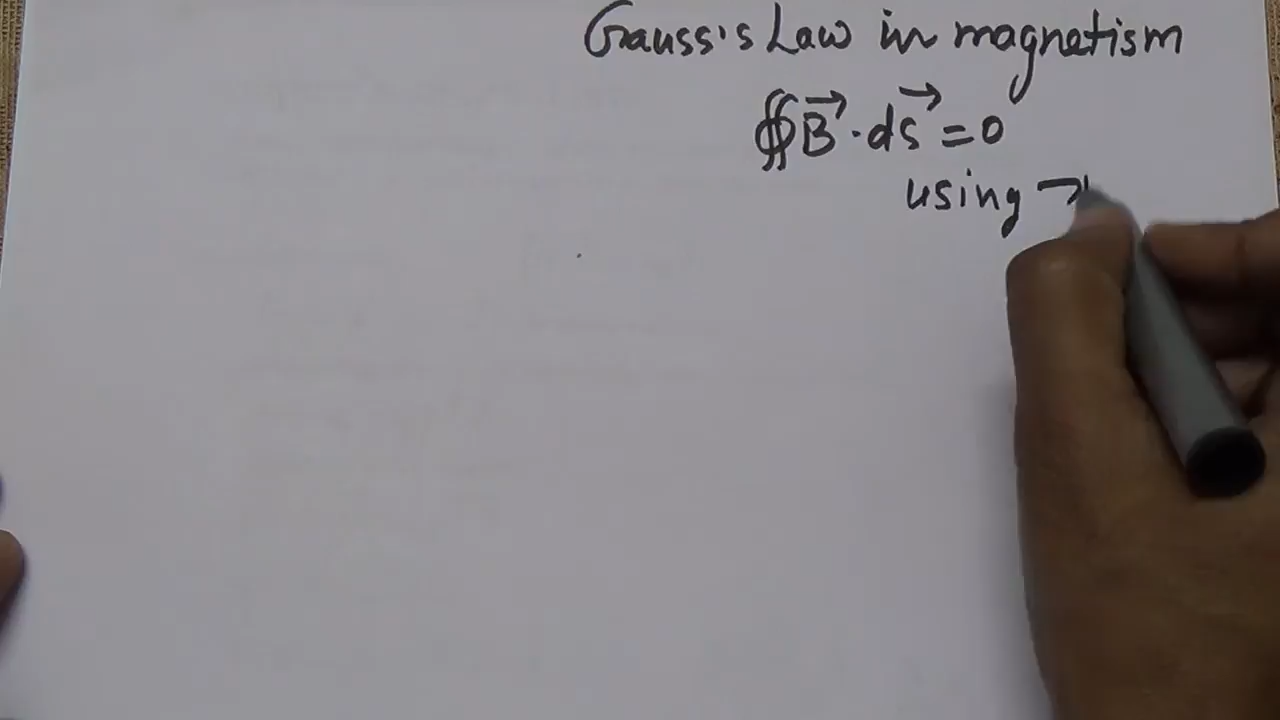 Gauss's Law in magnetism
∯B⃗·ds⃗ = 0
using